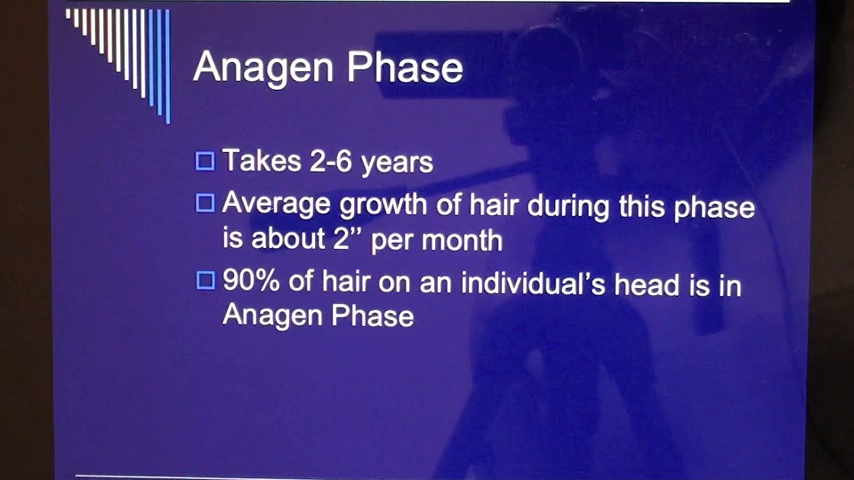 Anagen Phase
Takes 2-6 years
Average growth of hair during this phase
is about 2’’ per month
90% of hair on an individual’s head is in
Anagen Phase